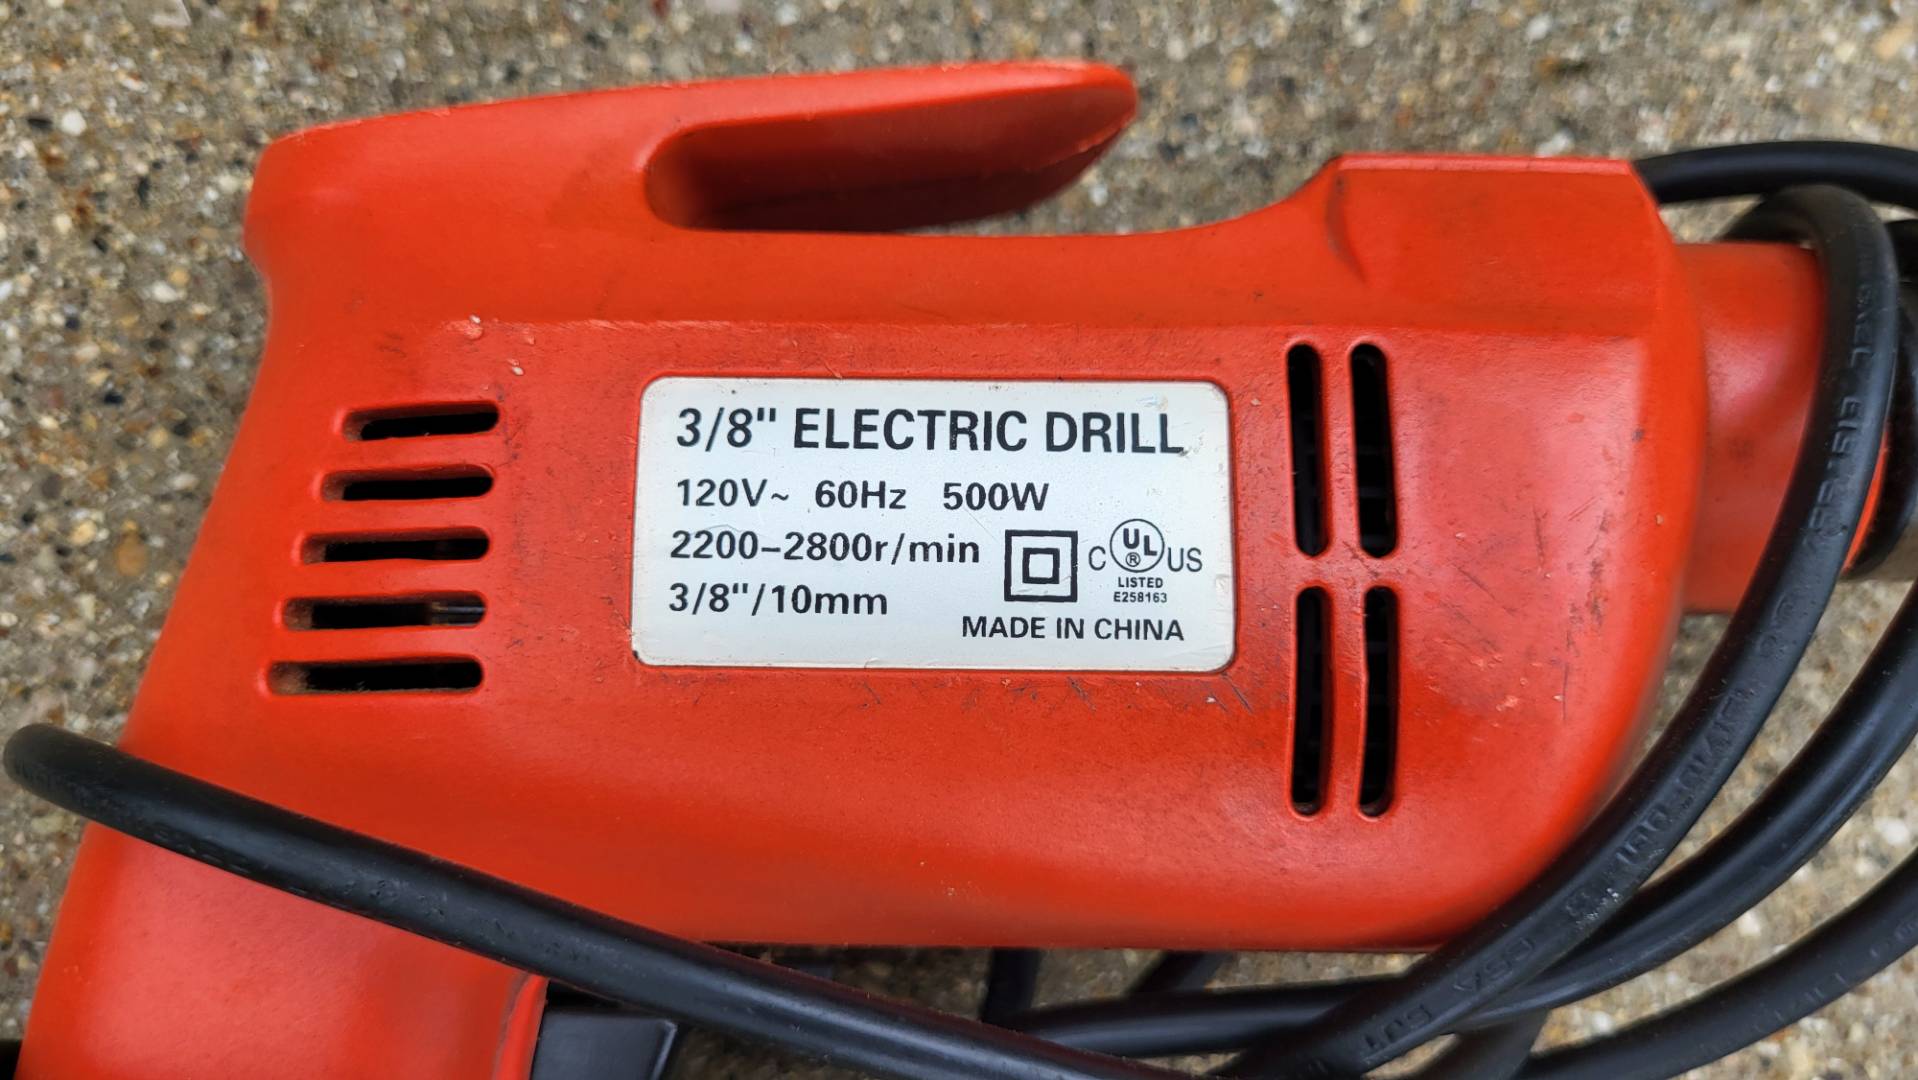 3/8" ELECTRIC DRILL
120V~ 60Hz 500W
2200-2800r/min
3/8"/10mm
C UL® US
LISTED
E258163
MADE IN CHINA